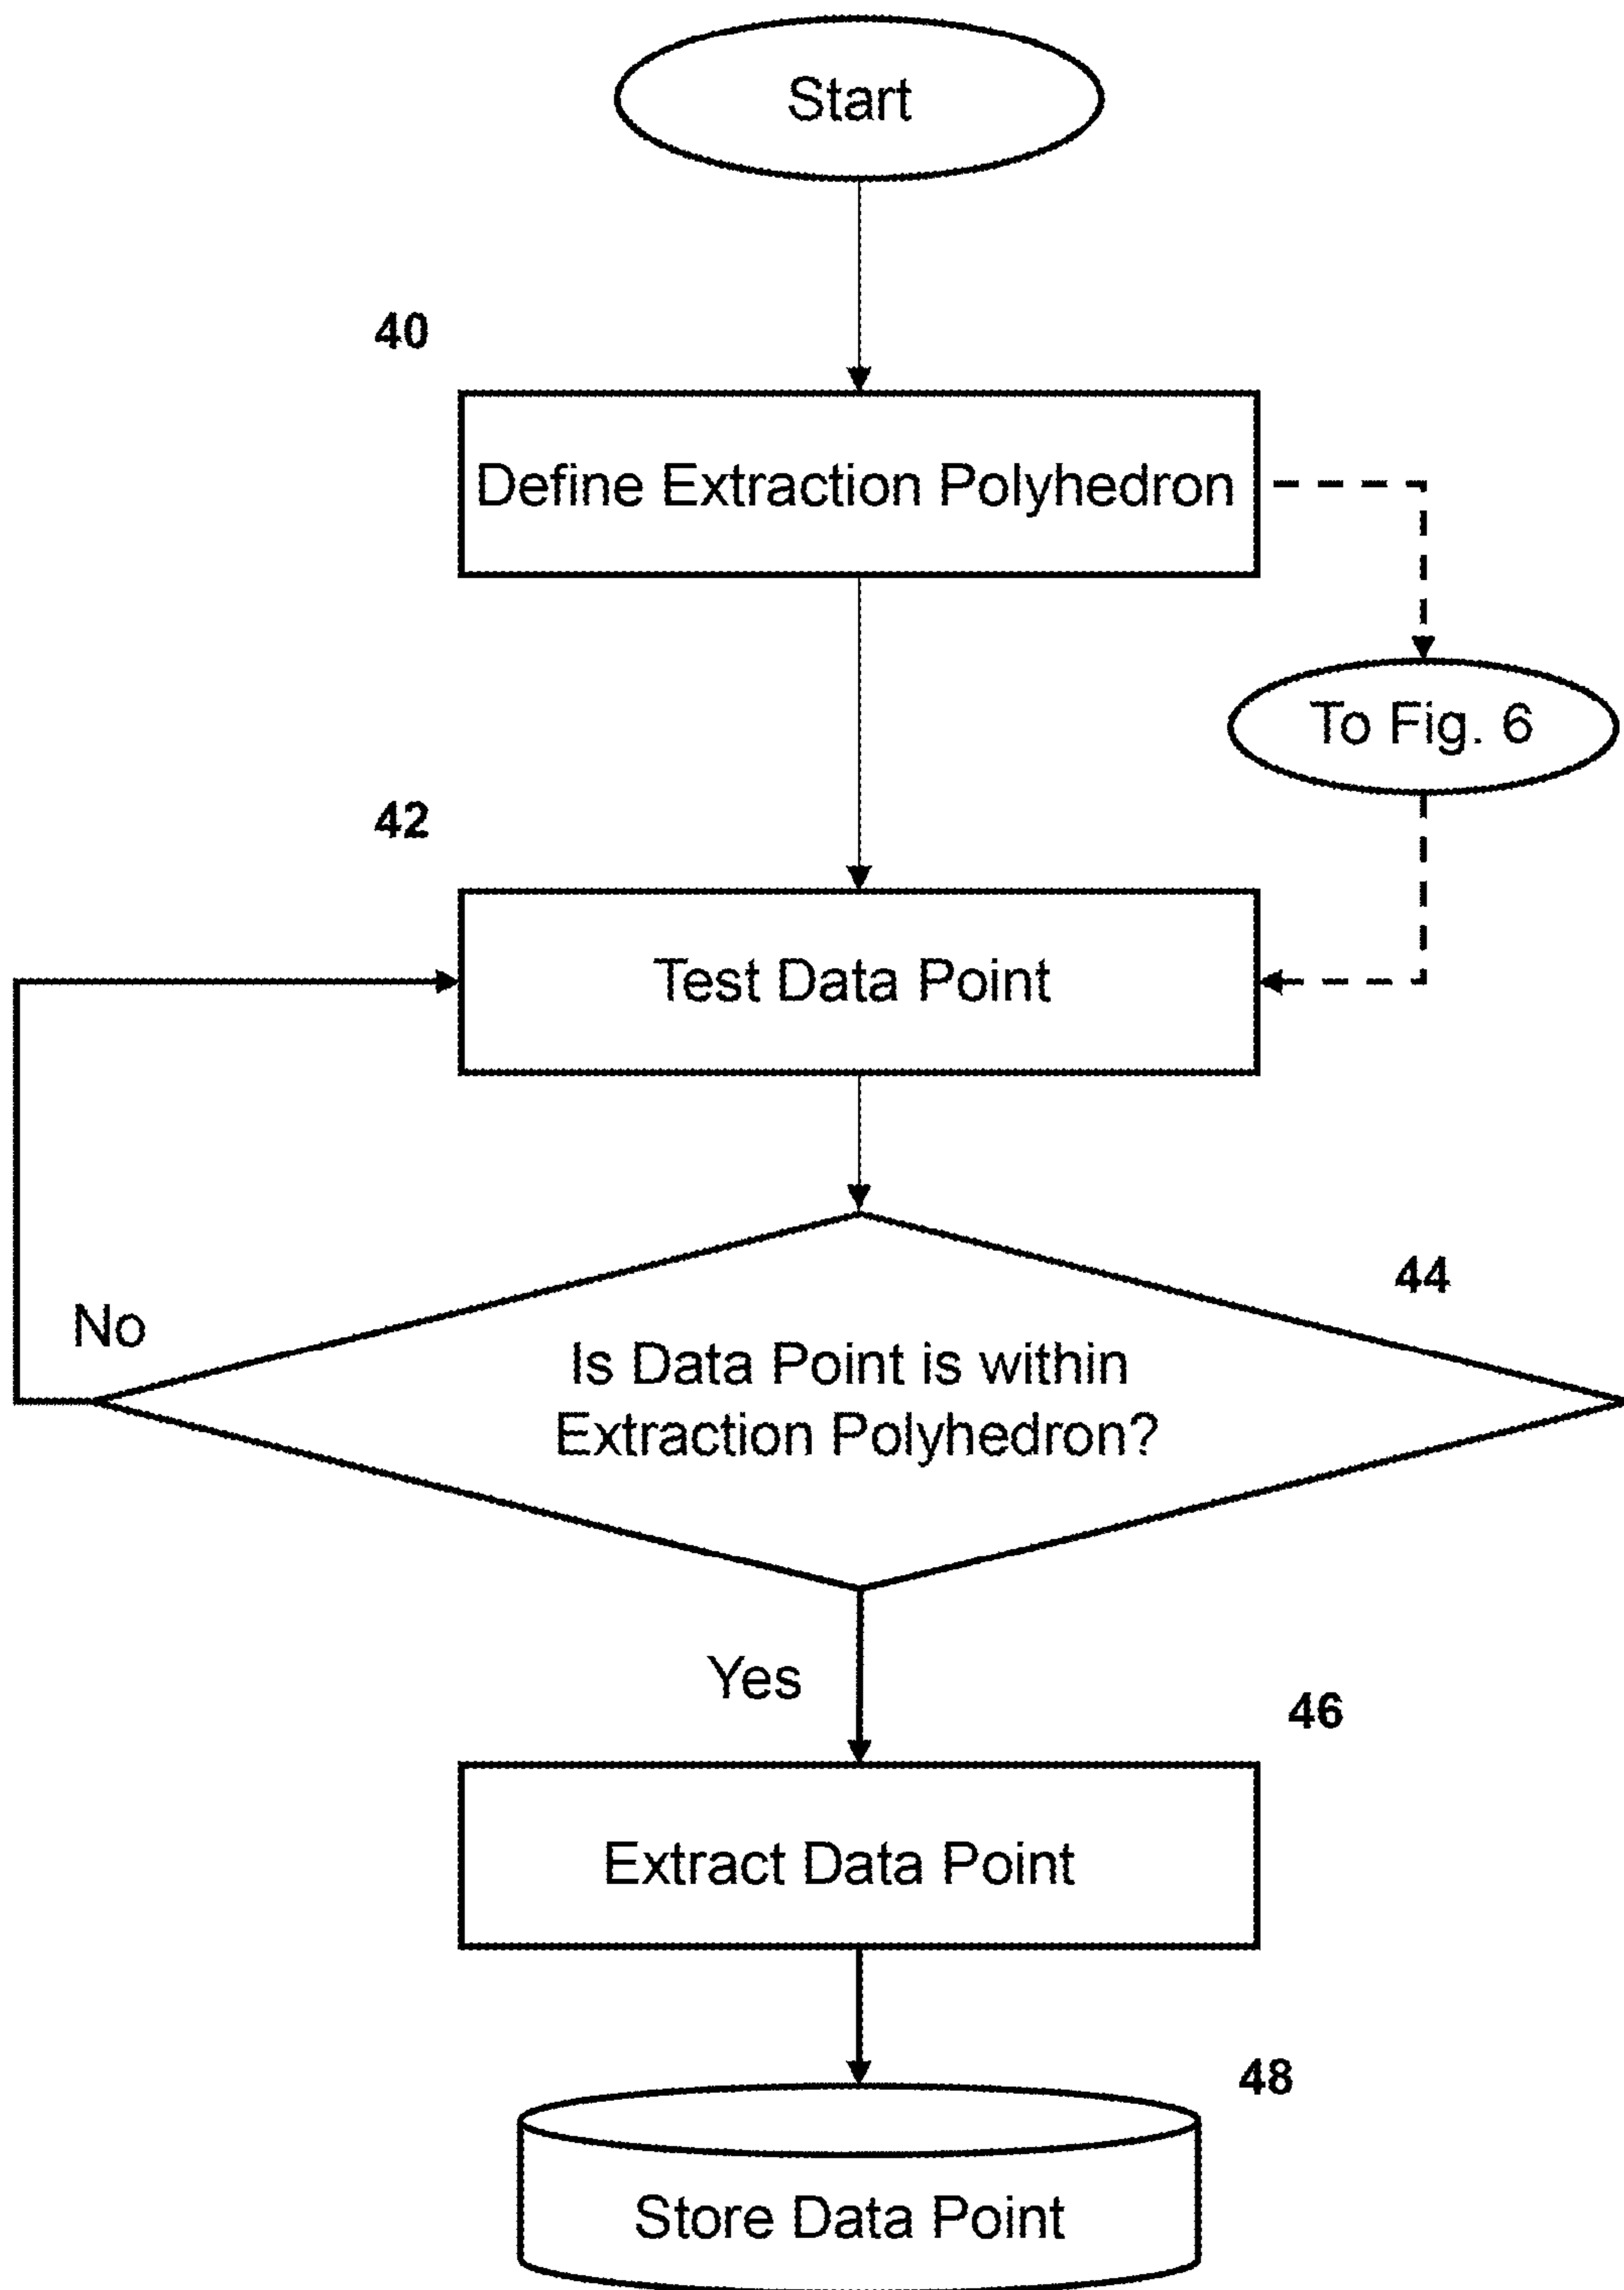 Start
40
Define Extraction Polyhedron
To Fig. 6
42
Test Data Point
44
No
Is Data Point is within
Extraction Polyhedron?
Yes
46
Extract Data Point
48
Store Data Point